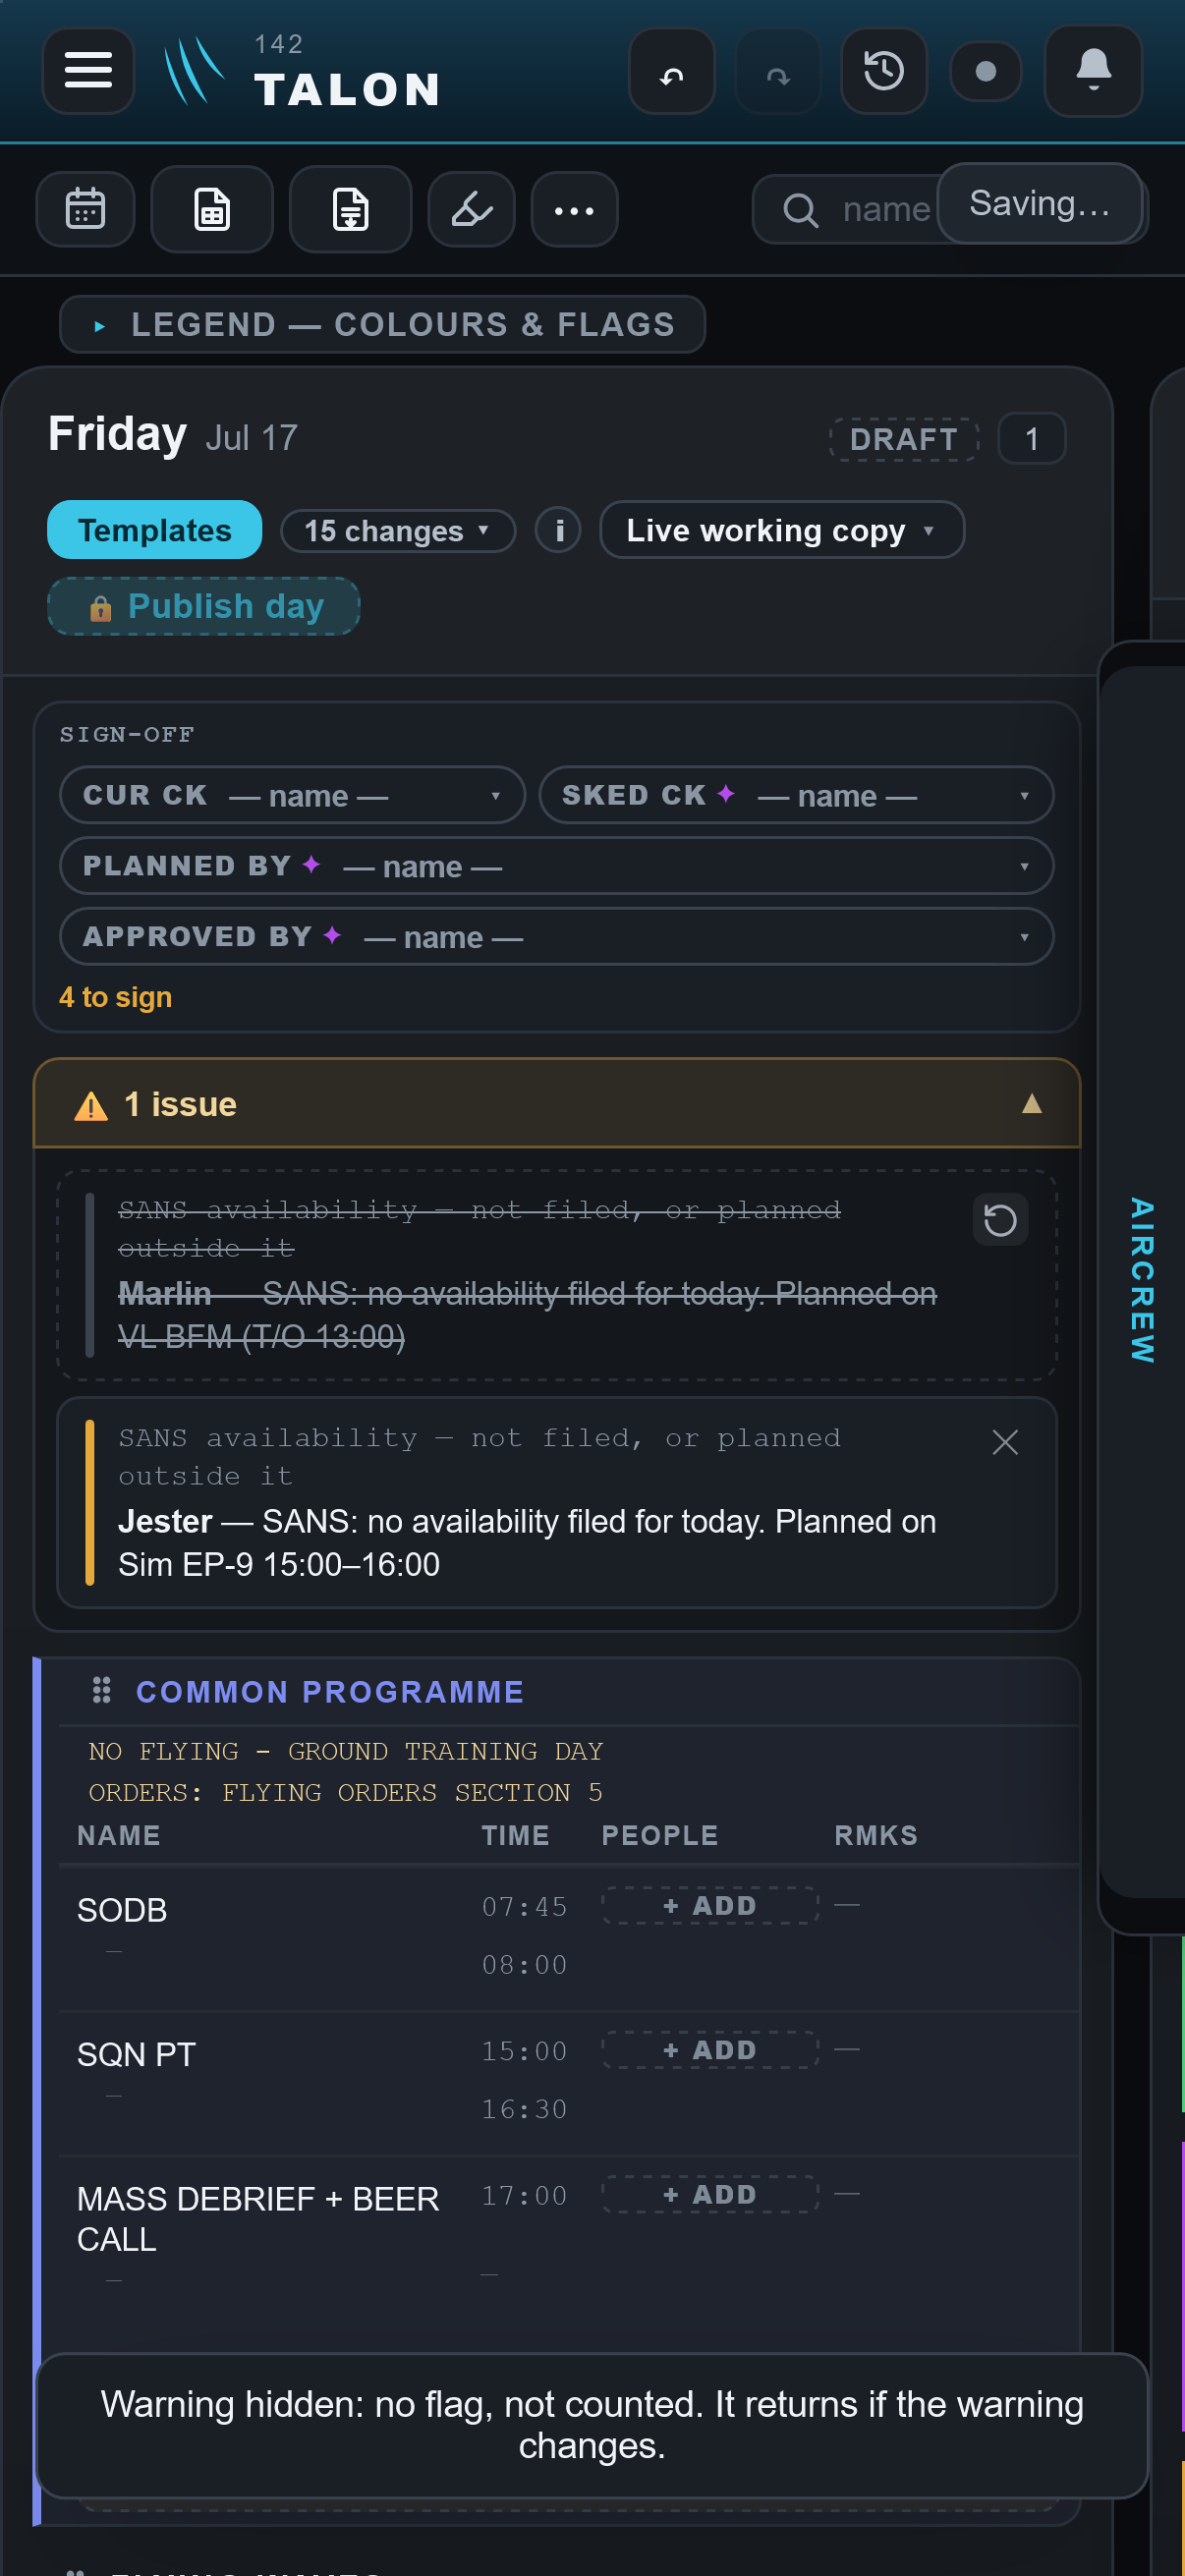 142
TALON
name
Saving...
LEGEND — COLOURS & FLAGS
Friday Jul 17
DRAFT
1
Templates
15 changes
i
Live working copy
Publish day
SIGN-OFF
CUR CK — name —
SKED CK — name —
PLANNED BY — name —
APPROVED BY — name —
4 to sign
1 issue
SANS availability — not filed, or planned
outside it
Marlin — SANS: no availability filed for today. Planned on
VL BFM (T/O 13:00)
SANS availability — not filed, or planned
outside it
Jester — SANS: no availability filed for today. Planned on
Sim EP-9 15:00–16:00
AIRCREW
COMMON PROGRAMME
NO FLYING - GROUND TRAINING DAY
ORDERS: FLYING ORDERS SECTION 5
NAME TIME PEOPLE RMKS
SODB 07:45 + ADD —
— 08:00
SQN PT 15:00 + ADD —
— 16:30
MASS DEBRIEF + BEER 17:00 + ADD —
CALL
— —
Warning hidden: no flag, not counted. It returns if the warning
changes.